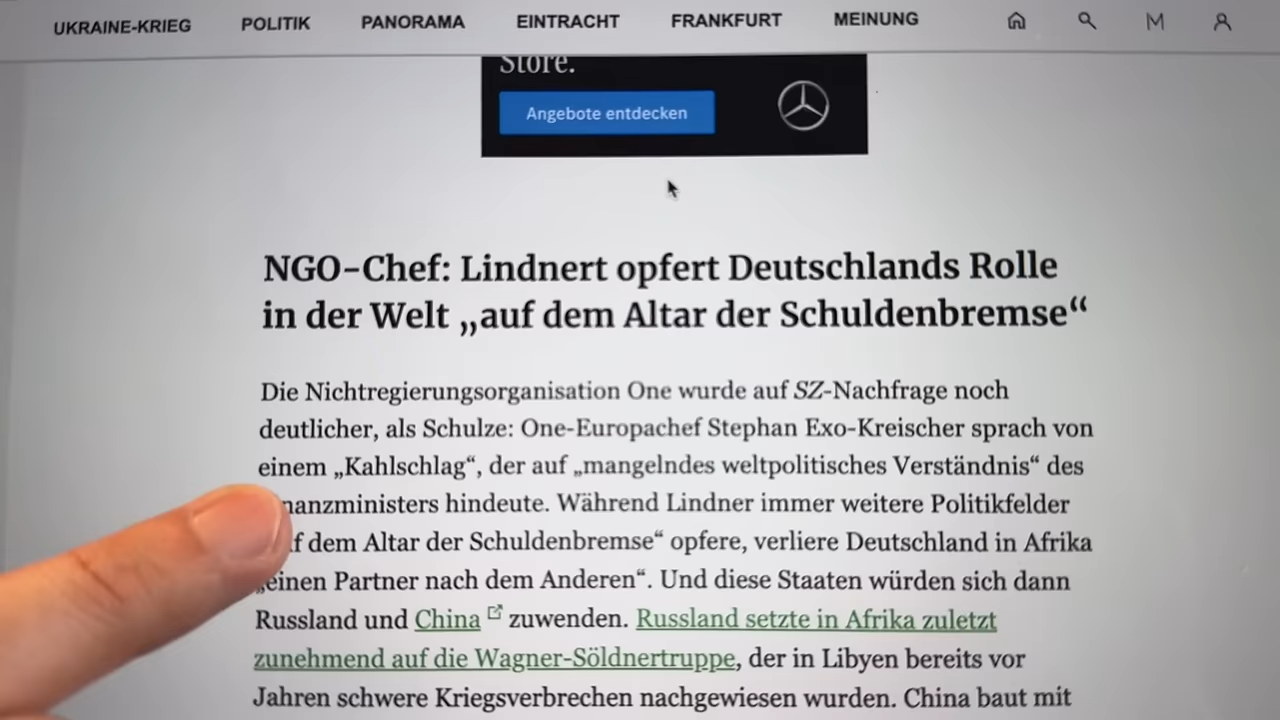 UKRAINE-KRIEG POLITIK PANORAMA EINTRACHT FRANKFURT MEINUNG
Store.
Angebote entdecken
NGO-Chef: Lindnert opfert Deutschlands Rolle
in der Welt „auf dem Altar der Schuldenbremse“
Die Nichtregierungsorganisation One wurde auf SZ-Nachfrage noch
deutlicher, als Schulze: One-Europachef Stephan Exo-Kreischer sprach von
einem „Kahlschlag“, der auf „mangelndes weltpolitisches Verständnis“ des
hindeute. Während Lindner immer weitere Politikfelder
dem Altar der Schuldenbremse“ opfere, verliere Deutschland in Afrika
„einen Partner nach dem Anderen“. Und diese Staaten würden sich dann
Russland und China zuwenden. Russland setzte in Afrika zuletzt
zunehmend auf die Wagner-Söldnertruppe, der in Libyen bereits vor
Jahren schwere Kriegsverbrechen nachgewiesen wurden. China baut mit